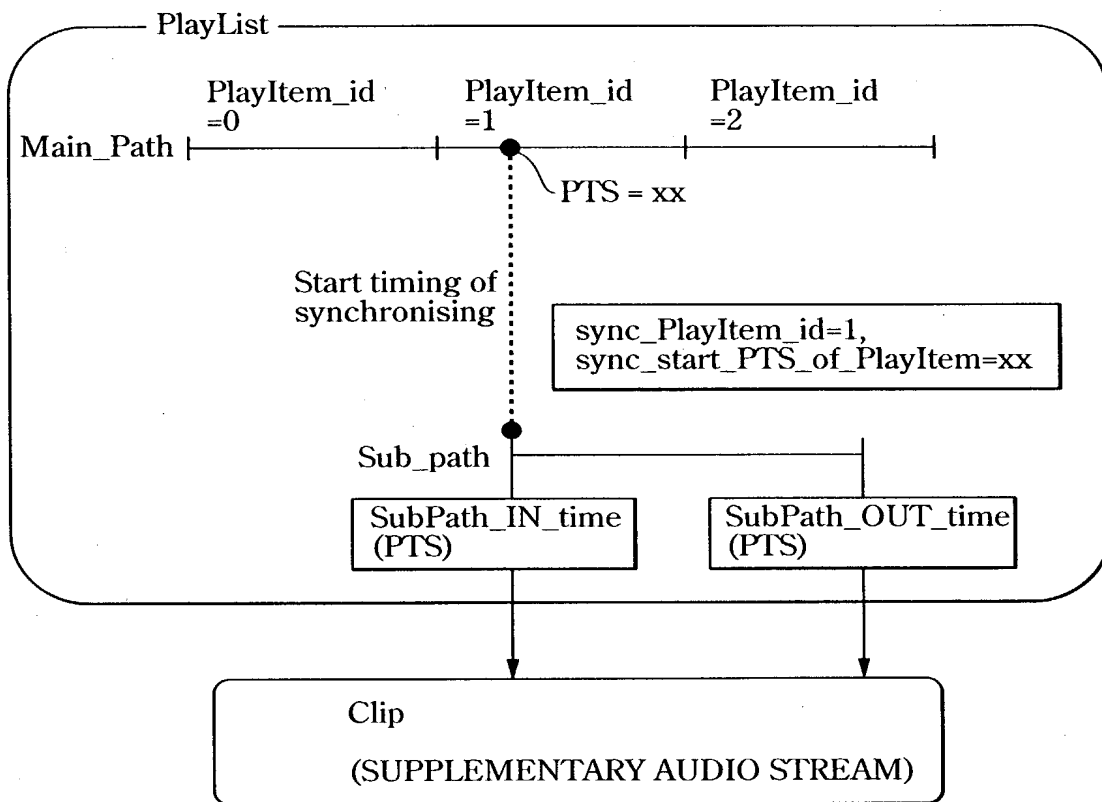 PlayList
PlayItem_id
=0
PlayItem_id
=1
PlayItem_id
=2
Main_Path
PTS = xx
Start timing of
synchronising
sync_PlayItem_id=1,
sync_start_PTS_of_PlayItem=xx
Sub_path
SubPath_IN_time
(PTS)
SubPath_OUT_time
(PTS)
Clip
(SUPPLEMENTARY AUDIO STREAM)